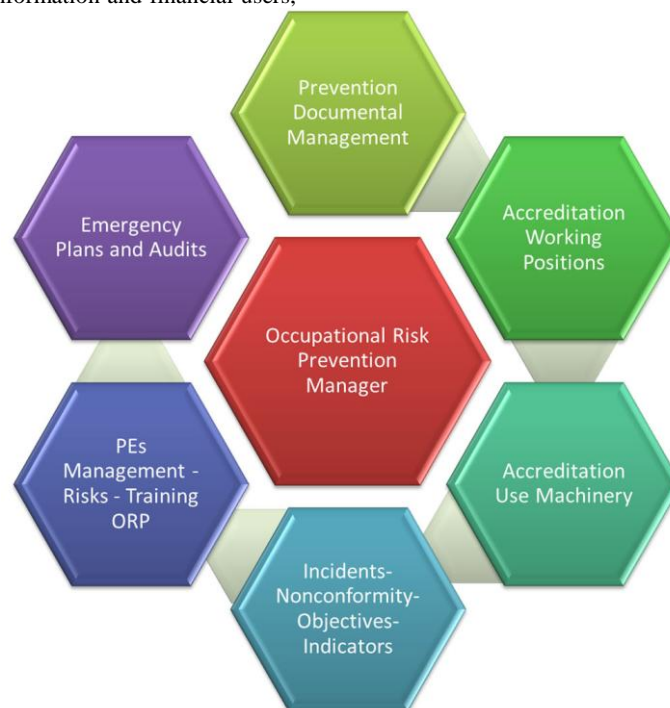 formation and financial users,
Prevention
Documental
Management
Accreditation
Working
Positions
Emergency
Plans and Audits
Occupational Risk
Prevention
Manager
Accreditation
Use Machinery
PEs
Management -
Risks - Training
ORP
Incidents-
Nonconformity-
Objectives-
Indicators